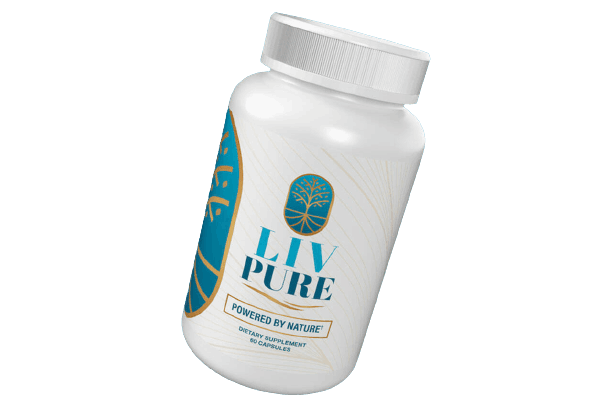 LIV
PURE
POWERED BY NATURE†
DIETARY SUPPLEMENT
60 CAPSULES